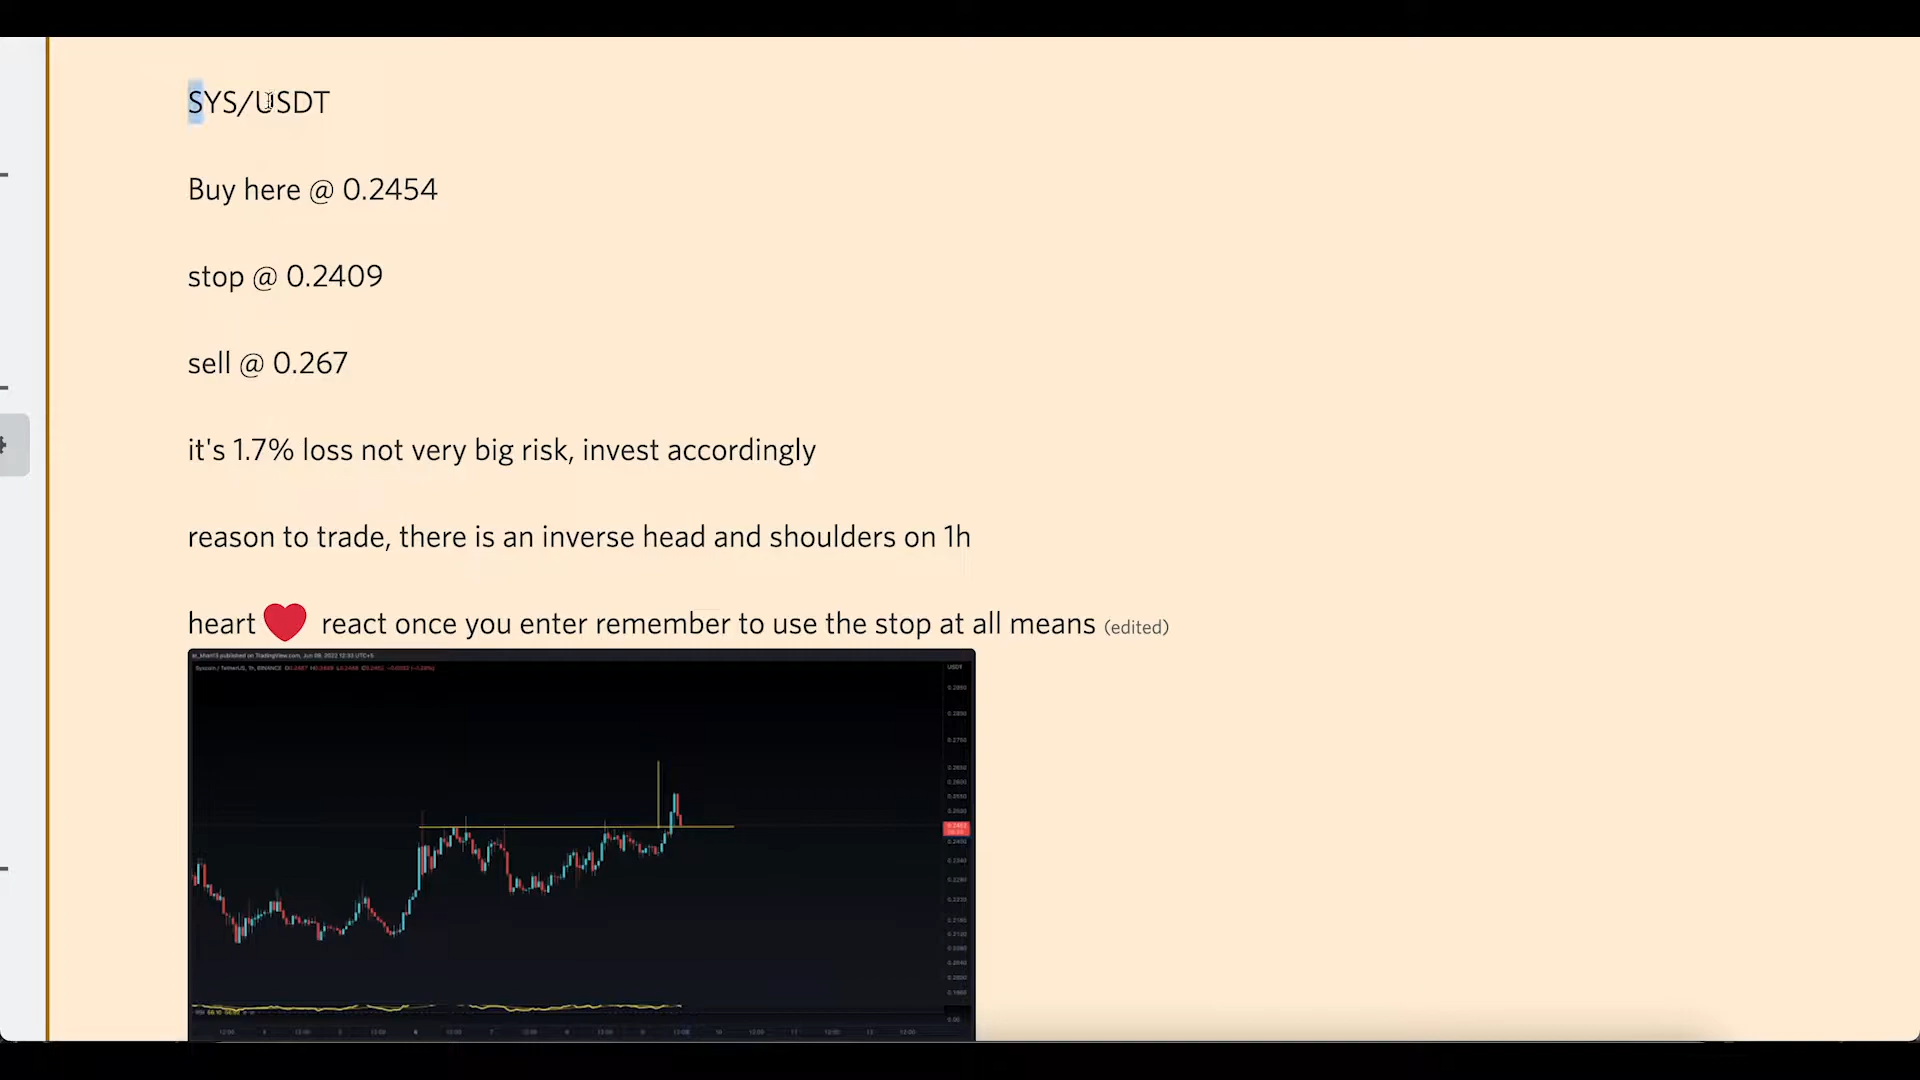 SYS/USDT
Buy here @ 0.2454
stop @ 0.2409
sell @ 0.267
it's 1.7% loss not very big risk, invest accordingly
reason to trade, there is an inverse head and shoulders on 1h
heart ❤ react once you enter remember to use the stop at all means (edited)
USDT